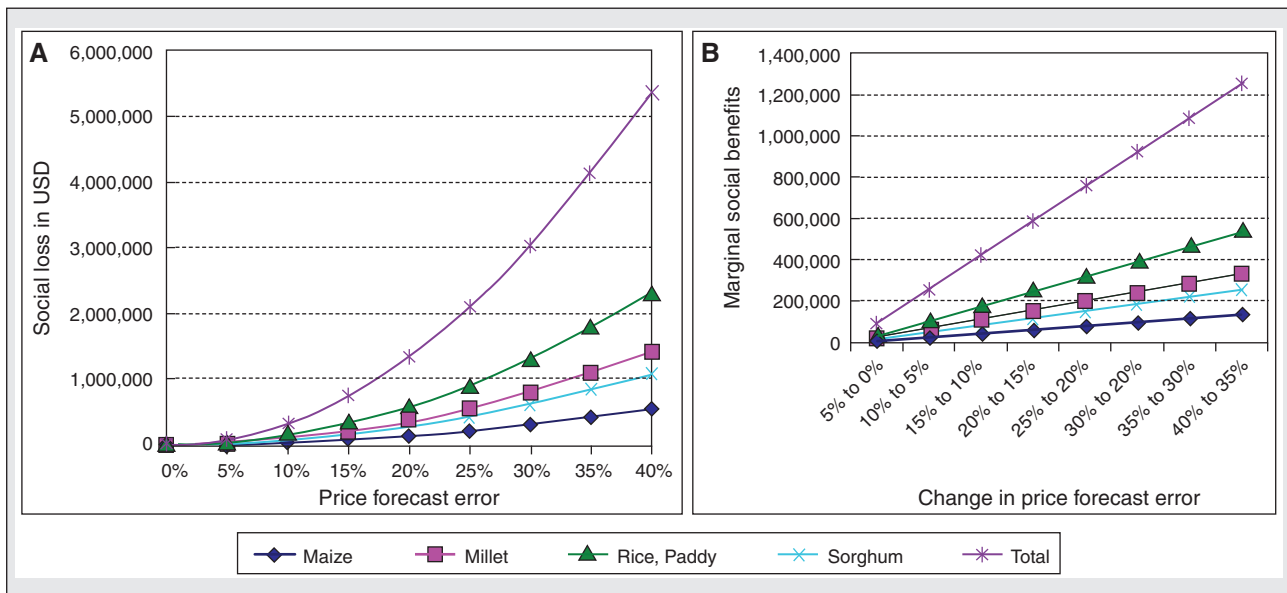 A
Social loss in USD
6,000,000
5,000,000
4,000,000
3,000,000
2,000,000
1,000,000
0
0% 5% 10% 15% 20% 25% 30% 35% 40%
Price forecast error
B
Marginal social benefits
1,400,000
1,200,000
1,000,000
800,000
600,000
400,000
200,000
0
5% to 0%
10% to 5%
15% to 10%
20% to 15%
25% to 20%
30% to 20%
35% to 30%
40% to 35%
Change in price forecast error
Maize Millet Rice, Paddy Sorghum Total